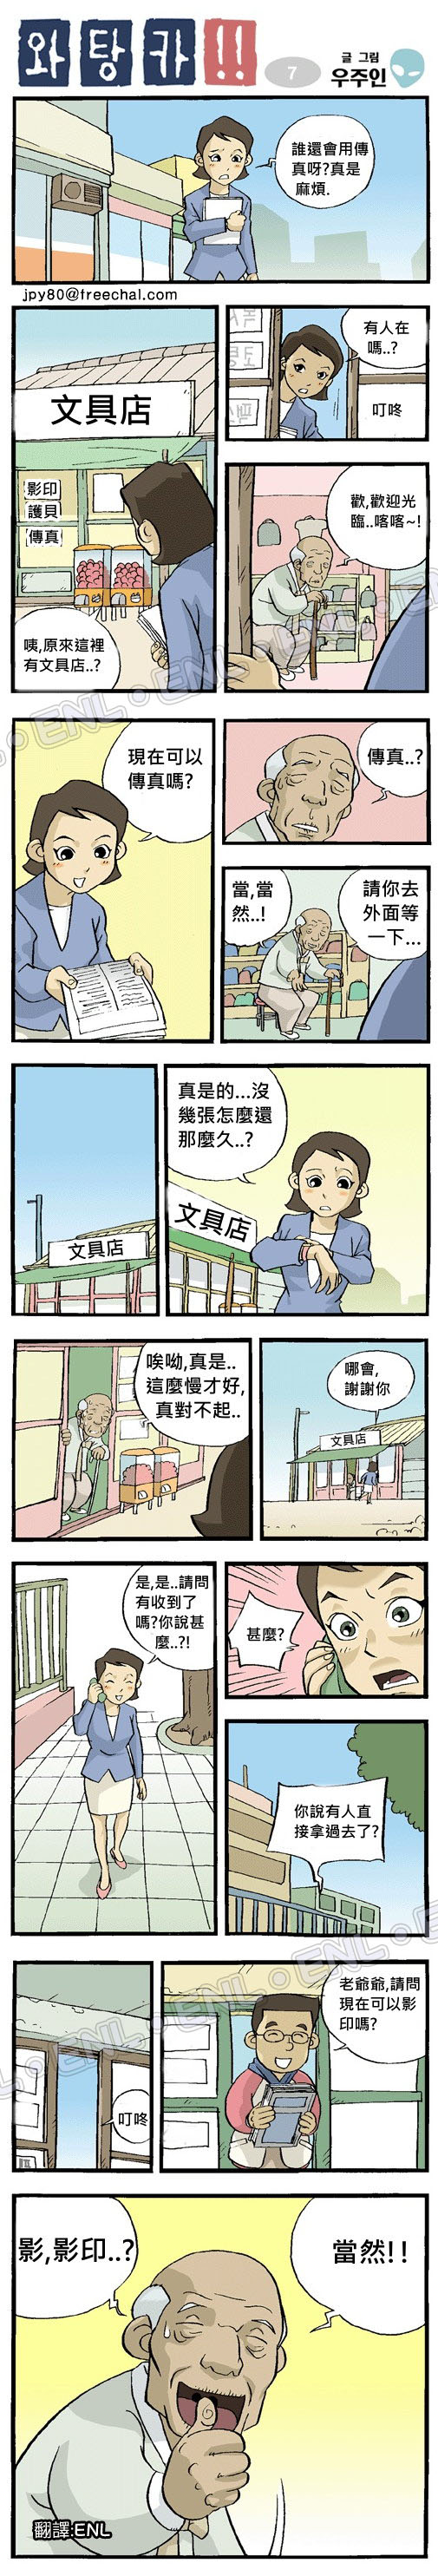 와탕카!!
7
글 그림
우주인
誰還會用傳
真呀?真是
麻煩.
jpy80@freechal.com
文具店
影印
護貝
傳真
咦,原來這裡
有文具店..?
有人在
嗎..?
叮咚
歡,歡迎光
臨..喀喀~!
現在可以
傳真嗎?
傳真..?
當,當
然..!
請你去
外面等
一下...
文具店
真是的...沒
幾張怎麼還
那麼久..?
文具店
唉呦,真是..
這麼慢才好,
真對不起..
哪會,
謝謝你
文具店
是,是..請問
有收到了
嗎?你說甚
麼..?!
甚麼?
你說有人直
接拿過去了?
叮咚
老爺爺,請問
現在可以影
印嗎?
影,影印..?
當然!!
翻譯:ENL